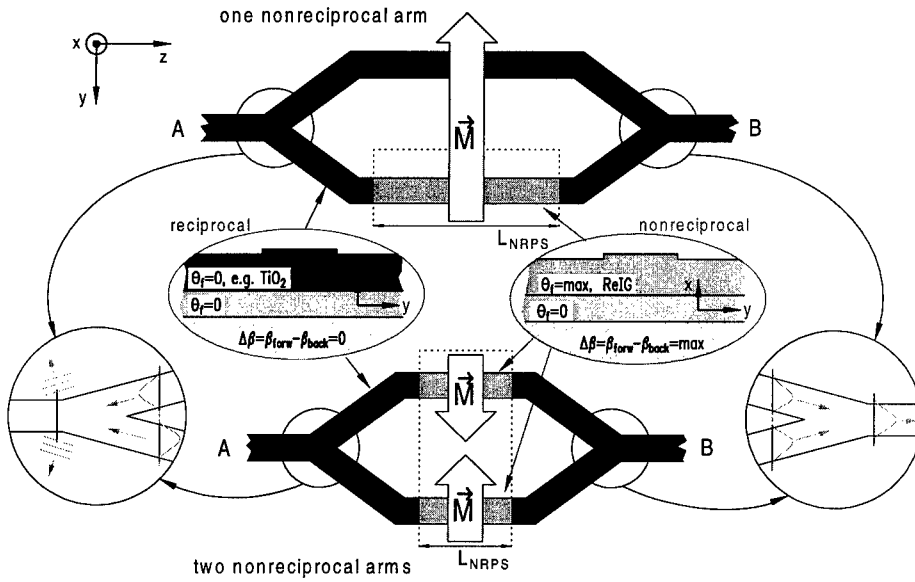 one nonreciprocal arm
x
z
y
A
B
M
L_NRPS
reciprocal
nonreciprocal
θf=0, e.g. TiO2
θf=0
y
Δβ=βforw-βback=0
θf=max, ReIG
x
θf=0
y
Δβ=βforw-βback=max
M
A
B
M
L_NRPS
two nonreciprocal arms